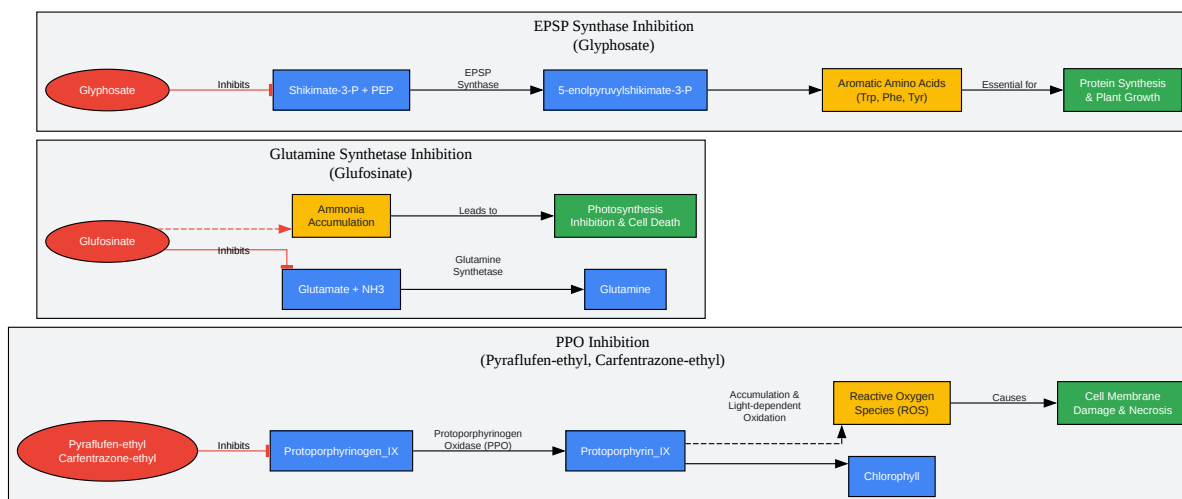 EPSP Synthase Inhibition
(Glyphosate)
Glyphosate
Inhibits
Shikimate-3-P + PEP
EPSP
Synthase
5-enolpyruvylshikimate-3-P
Aromatic Amino Acids
(Trp, Phe, Tyr)
Essential for
Protein Synthesis
& Plant Growth
Glutamine Synthetase Inhibition
(Glufosinate)
Glufosinate
Inhibits
Ammonia
Accumulation
Leads to
Photosynthesis
Inhibition & Cell Death
Glutamate + NH3
Glutamine
Synthetase
Glutamine
PPO Inhibition
(Pyraflufen-ethyl, Carfentrazone-ethyl)
Pyraflufen-ethyl
Carfentrazone-ethyl
Inhibits
Protoporphyrinogen_IX
Protoporphyrinogen
Oxidase (PPO)
Protoporphyrin_IX
Accumulation &
Light-dependent
Oxidation
Reactive Oxygen
Species (ROS)
Causes
Cell Membrane
Damage & Necrosis
Chlorophyll